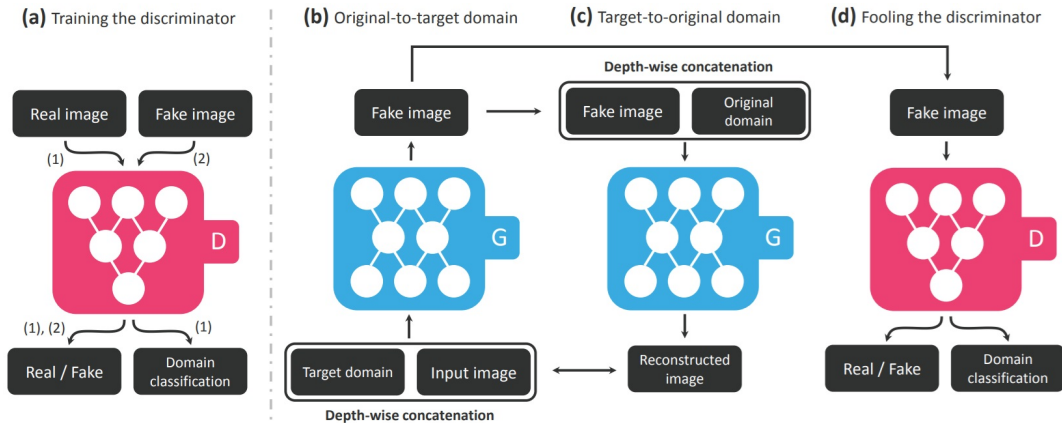 (a) Training the discriminator
(b) Original-to-target domain
(c) Target-to-original domain
(d) Fooling the discriminator
Real image
Fake image
(1)
(2)
D
(1), (2)
(1)
Real / Fake
Domain
classification
Fake image
G
Target domain
Input image
Depth-wise concatenation
Depth-wise concatenation
Fake image
Original
domain
G
Reconstructed
image
Fake image
D
Real / Fake
Domain
classification